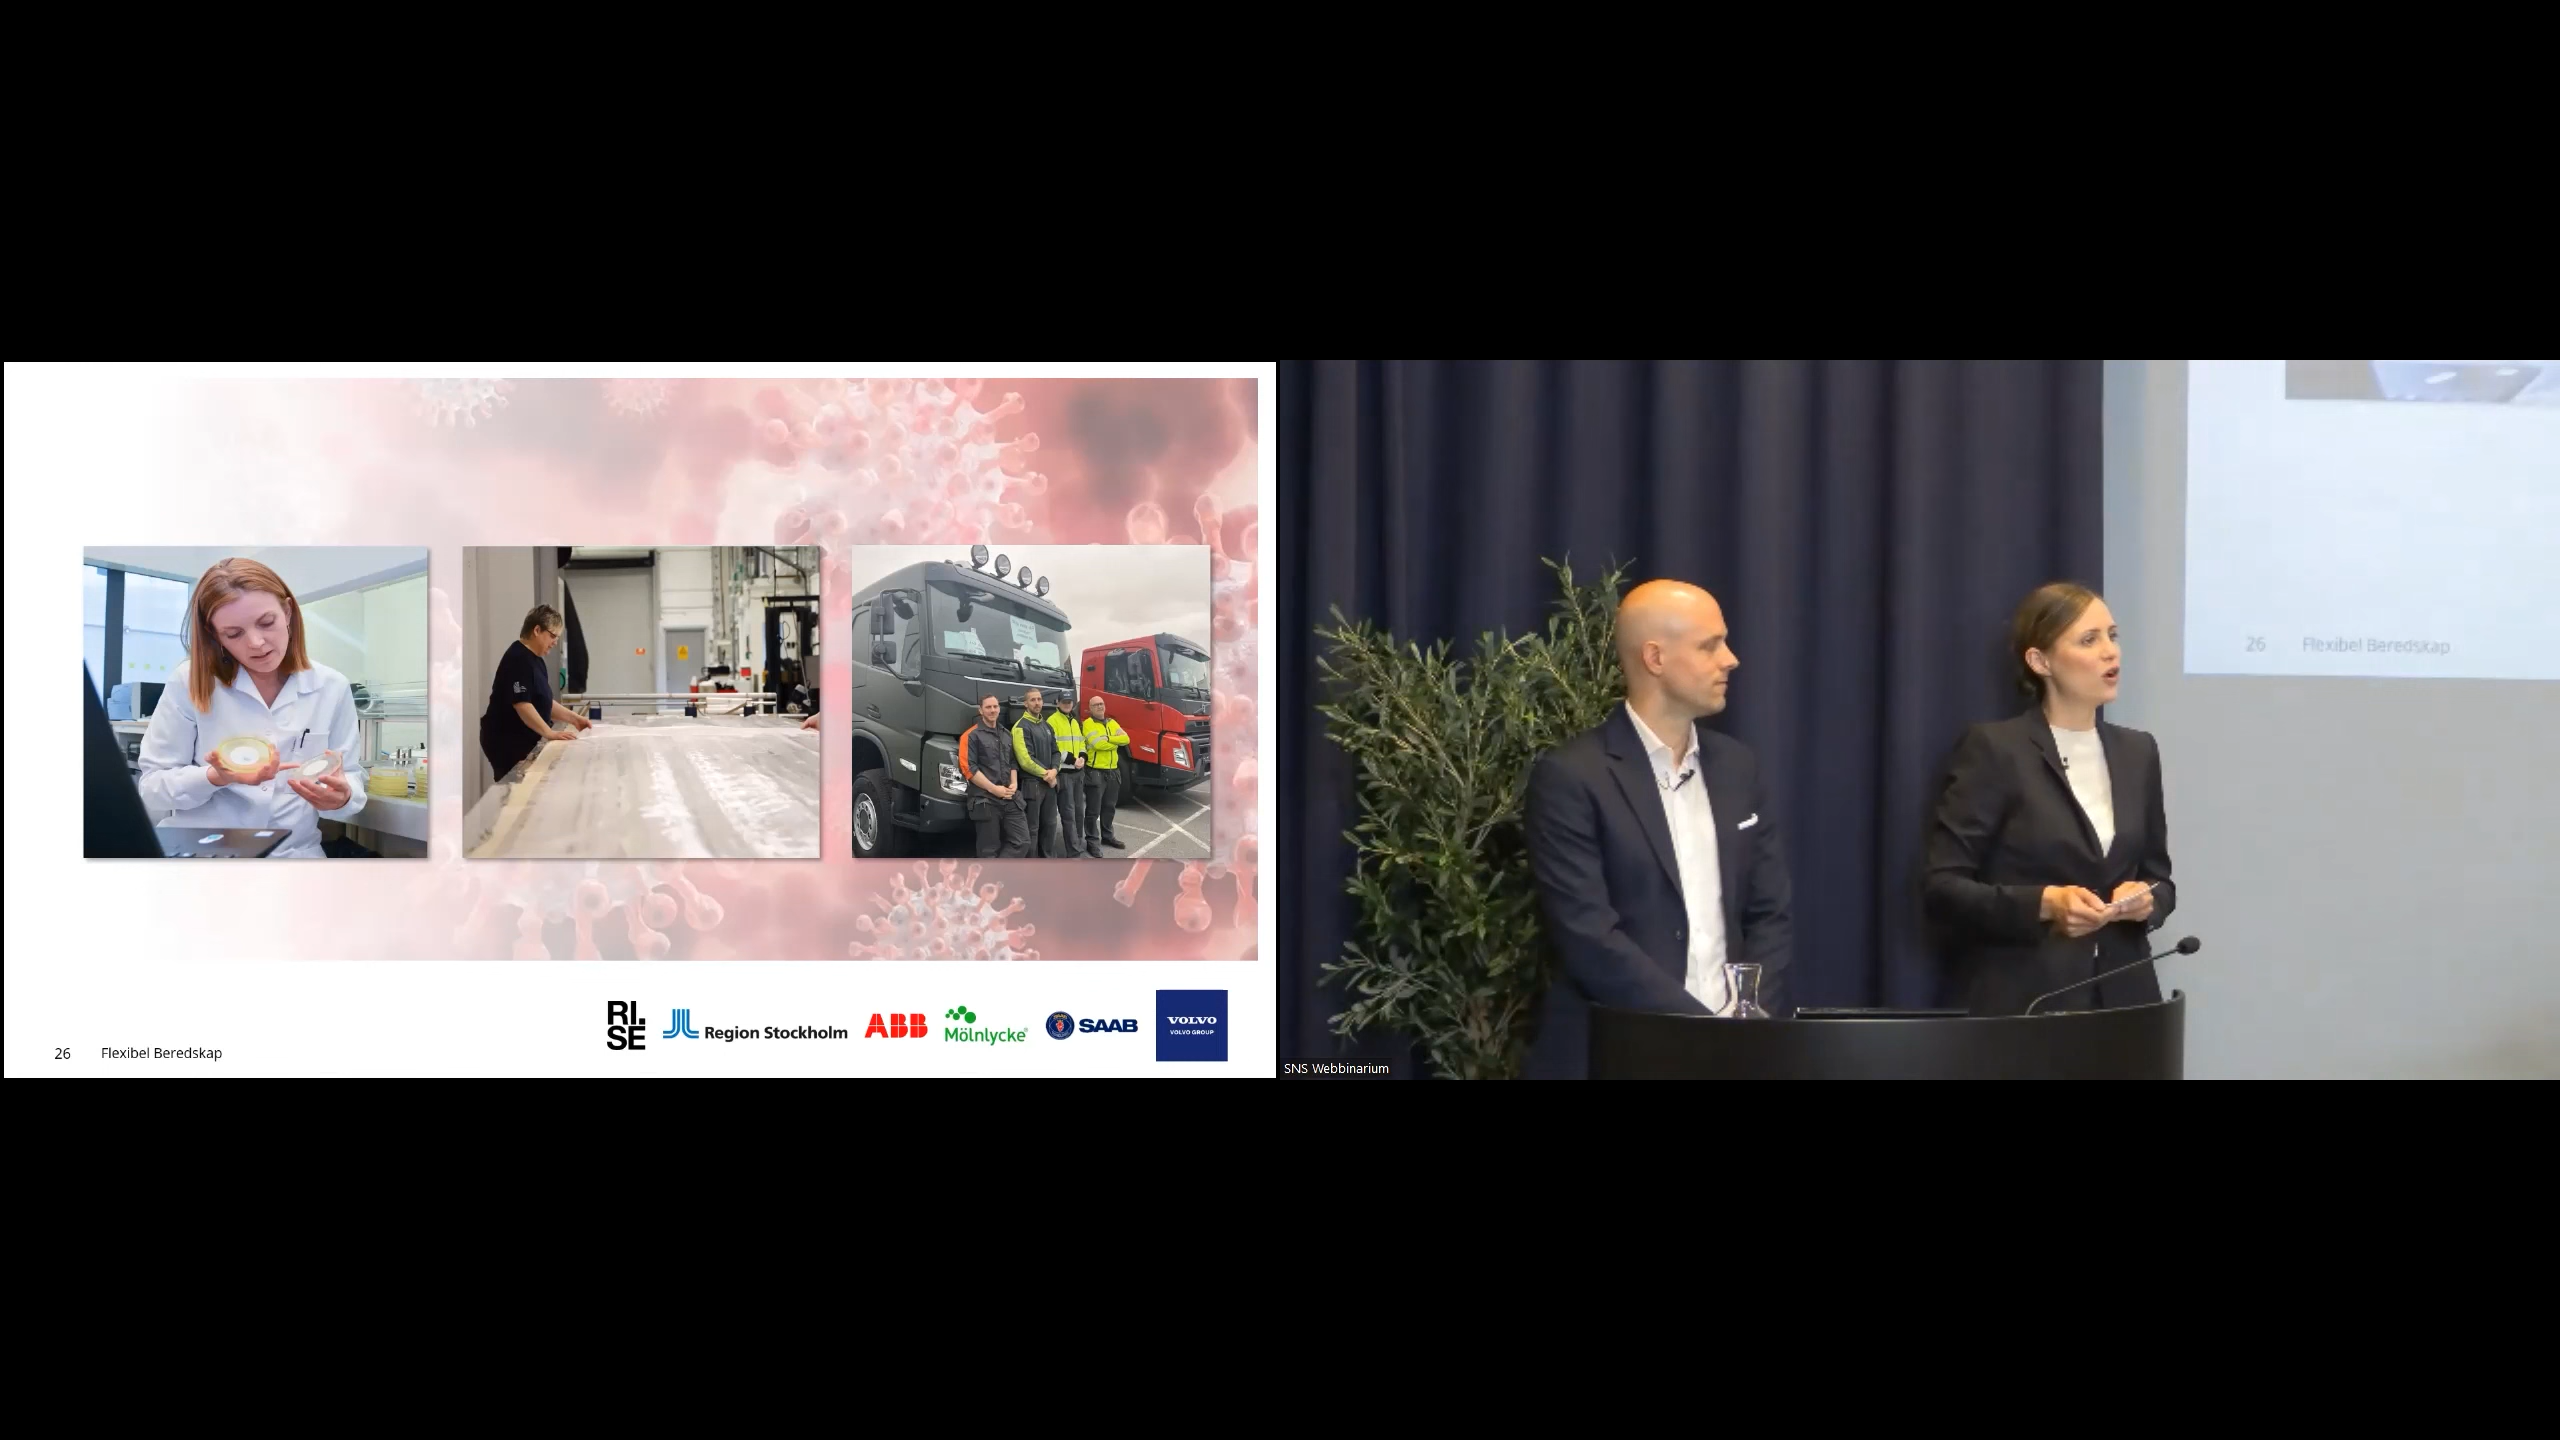 RI.
SE
Region Stockholm
ABB
Mölnlycke®
SAAB
VOLVO
VOLVO GROUP
26 Flexibel Beredskap
26 Flexibel Beredskap
SNS Webbinarium